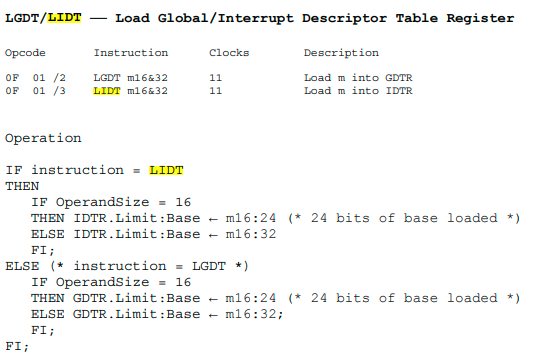 LGDT/LIDT — Load Global/Interrupt Descriptor Table Register
Opcode Instruction Clocks Description
0F 01 /2 LGDT m16&32 11 Load m into GDTR
0F 01 /3 LIDT m16&32 11 Load m into IDTR
Operation
IF instruction = LIDT
THEN
IF OperandSize = 16
THEN IDTR.Limit:Base ← m16:24 (* 24 bits of base loaded *)
ELSE IDTR.Limit:Base ← m16:32
FI;
ELSE (* instruction = LGDT *)
IF OperandSize = 16
THEN GDTR.Limit:Base ← m16:24 (* 24 bits of base loaded *)
ELSE GDTR.Limit:Base ← m16:32;
FI;
FI;